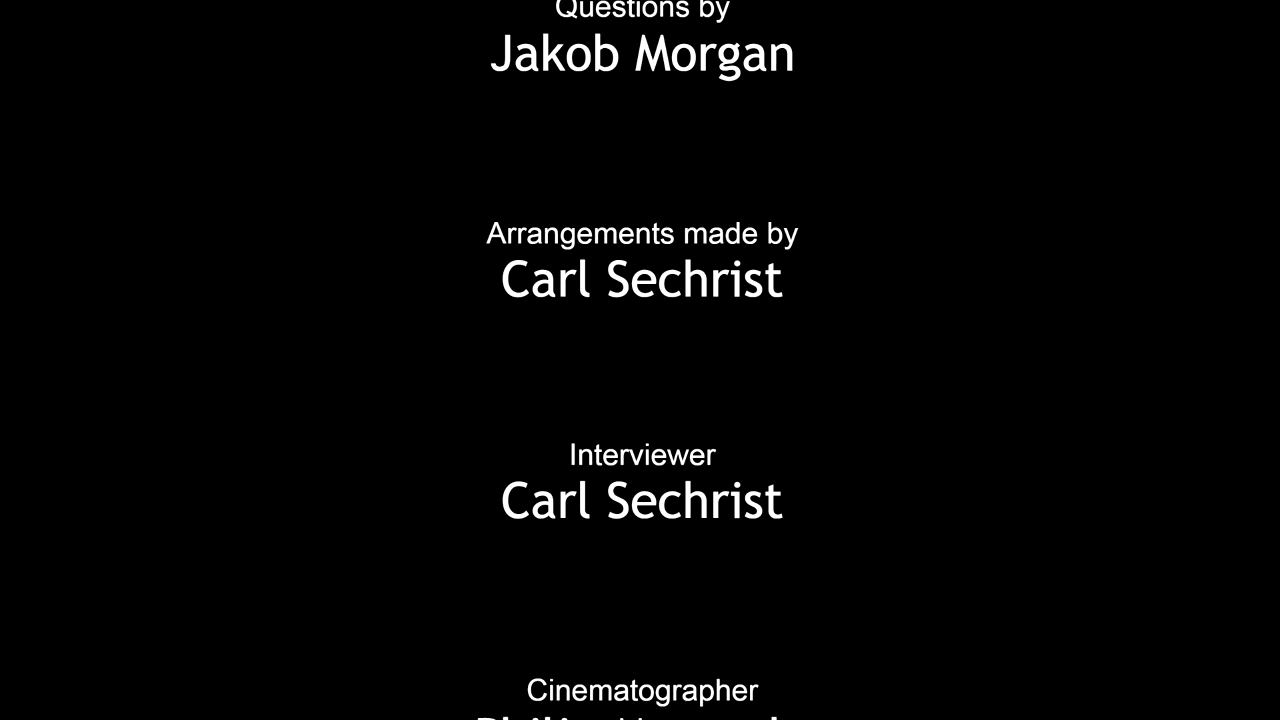 Questions by
Jakob Morgan
Arrangements made by
Carl Sechrist
Interviewer
Carl Sechrist
Cinematographer